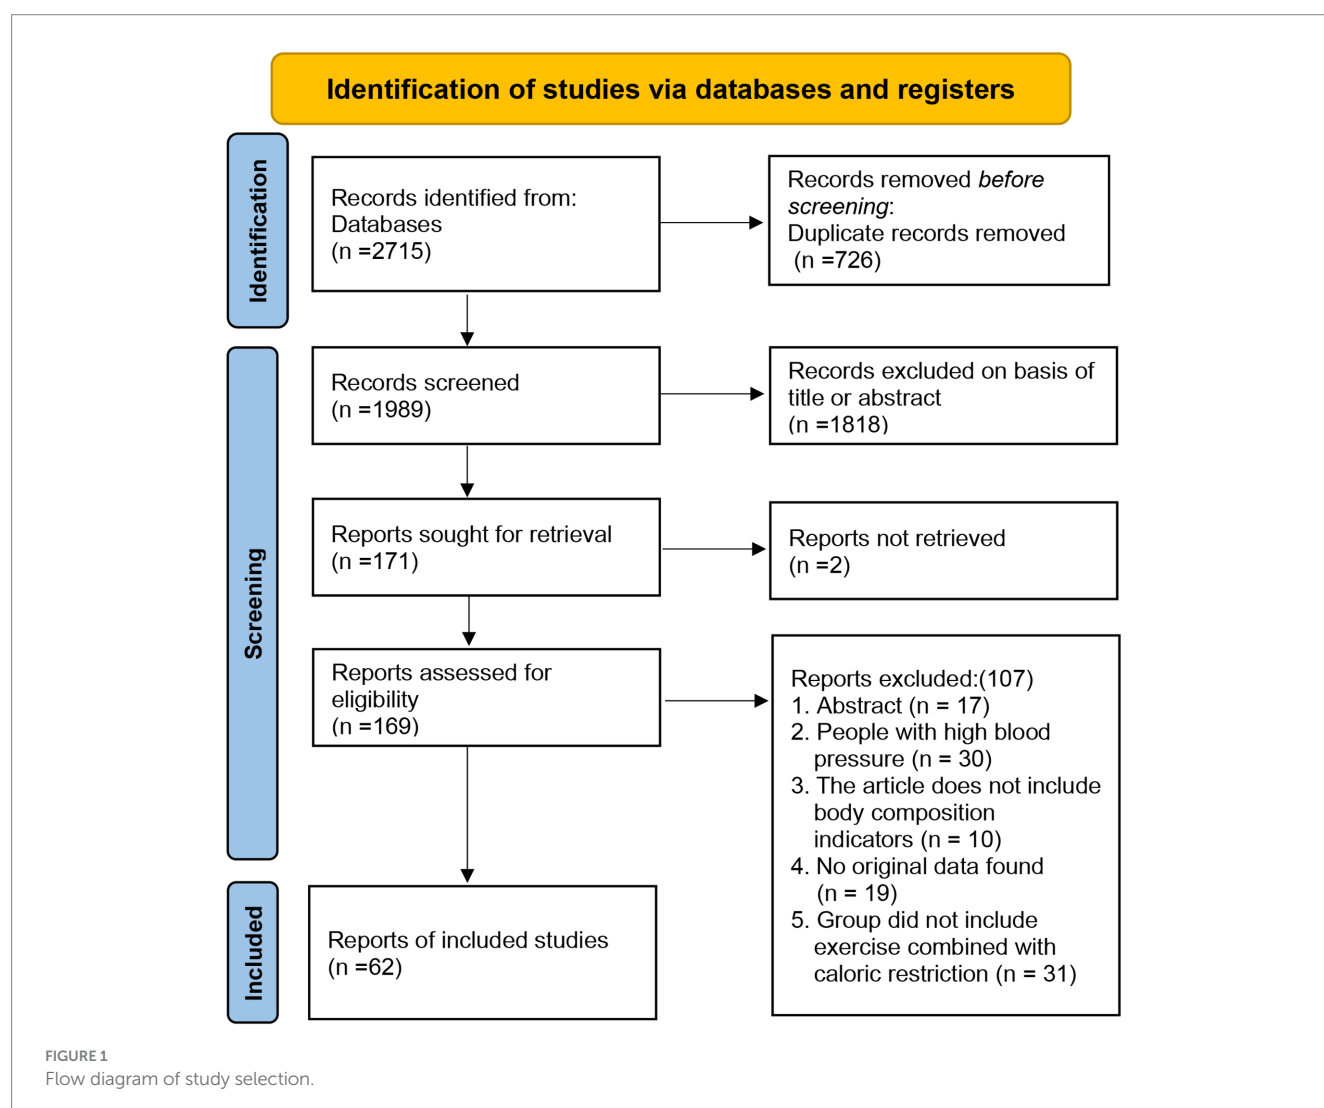 Identification of studies via databases and registers
Identification
Records identified from:
Databases
(n =2715)
Records removed before
screening:
Duplicate records removed
(n =726)
Screening
Records screened
(n =1989)
Records excluded on basis of
title or abstract
(n =1818)
Reports sought for retrieval
(n =171)
Reports not retrieved
(n =2)
Reports assessed for
eligibility
(n =169)
Reports excluded:(107)
1. Abstract (n = 17)
2. People with high blood
pressure (n = 30)
3. The article does not include
body composition
indicators (n = 10)
4. No original data found
(n = 19)
5. Group did not include
exercise combined with
caloric restriction (n = 31)
Included
Reports of included studies
(n =62)
FIGURE 1
Flow diagram of study selection.